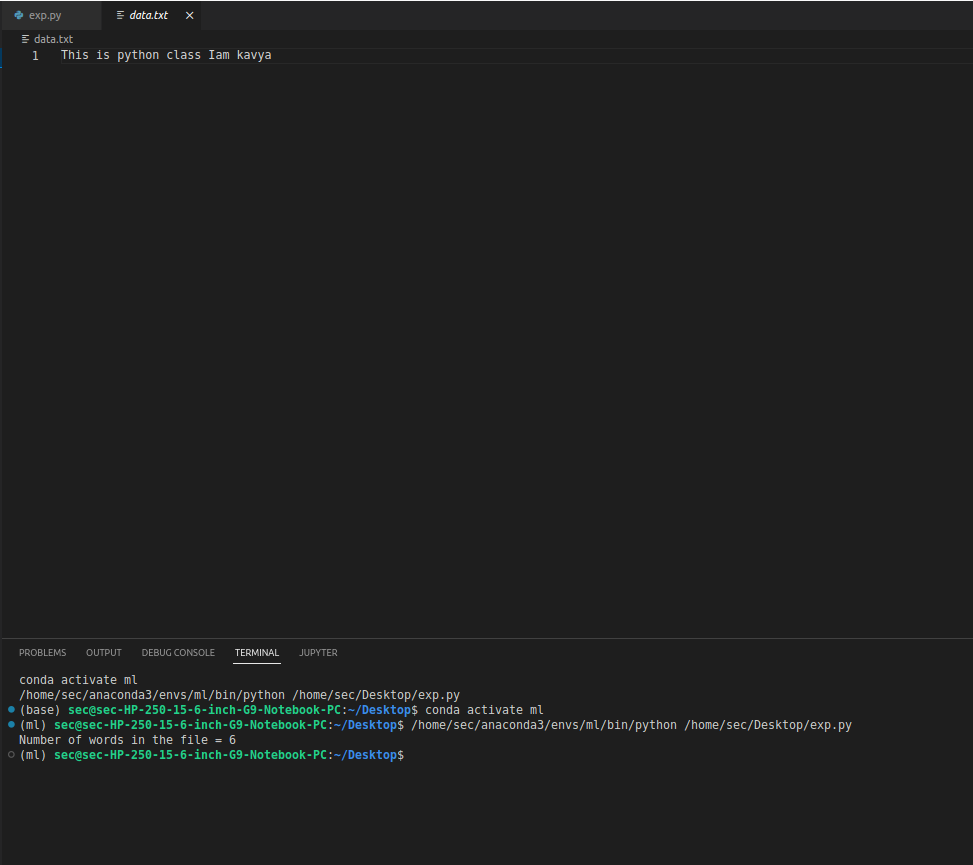 exp.py data.txt
data.txt
1 This is python class Iam kavya
PROBLEMS OUTPUT DEBUG CONSOLE TERMINAL JUPYTER
conda activate ml
/home/sec/anaconda3/envs/ml/bin/python /home/sec/Desktop/exp.py
(base) sec@sec-HP-250-15-6-inch-G9-Notebook-PC:~/Desktop$ conda activate ml
(ml) sec@sec-HP-250-15-6-inch-G9-Notebook-PC:~/Desktop$ /home/sec/anaconda3/envs/ml/bin/python /home/sec/Desktop/exp.py
Number of words in the file = 6
(ml) sec@sec-HP-250-15-6-inch-G9-Notebook-PC:~/Desktop$